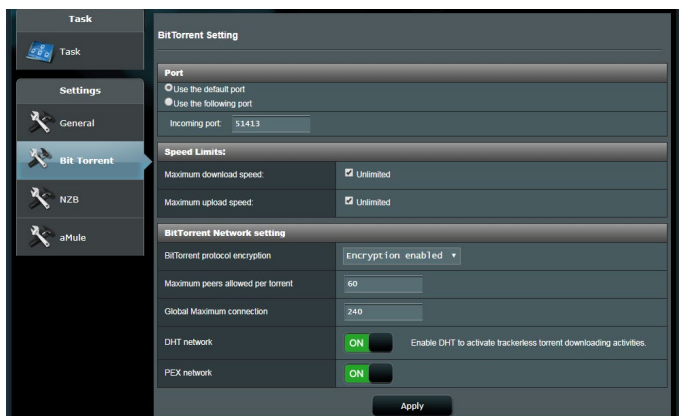 Task
Task
Settings
General
Bit Torrent
NZB
aMule
BitTorrent Setting
Port
Use the default port
Use the following port
Incoming port: 51413
Speed Limits:
Maximum download speed: Unlimited
Maximum upload speed: Unlimited
BitTorrent Network setting
BitTorrent protocol encryption Encryption enabled
Maximum peers allowed per torrent 60
Global Maximum connection 240
DHT network ON Enable DHT to activate trackerless torrent downloading activities.
PEX network ON
Apply